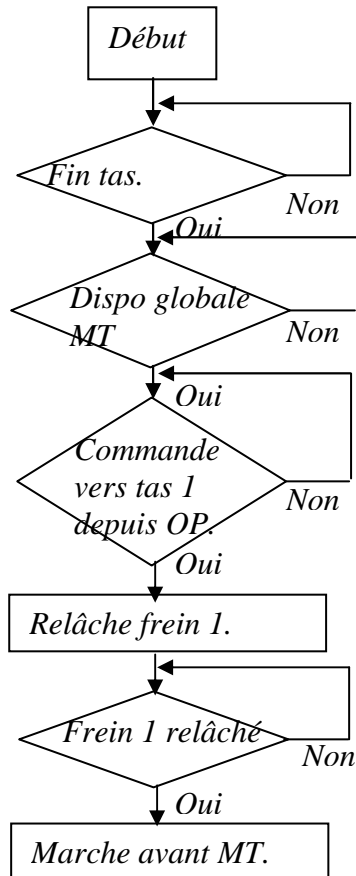 Début
Fin tas.
Non
Oui
Dispo globale
MT
Non
Oui
Commande
vers tas 1
Non
depuis OP.
Oui
Relâche frein 1.
Frein 1 relâché
Non
Oui
Marche avant MT.